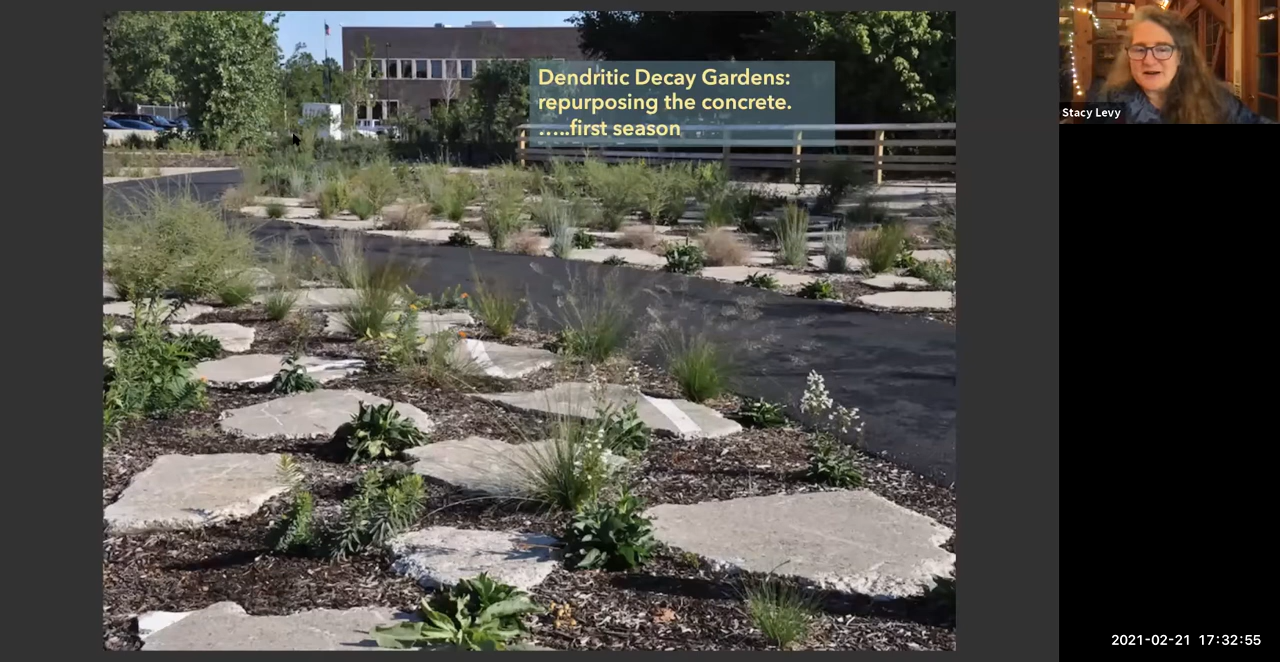 Dendritic Decay Gardens:
repurposing the concrete.
.....first season
Stacy Levy
2021-02-21 17:32:55